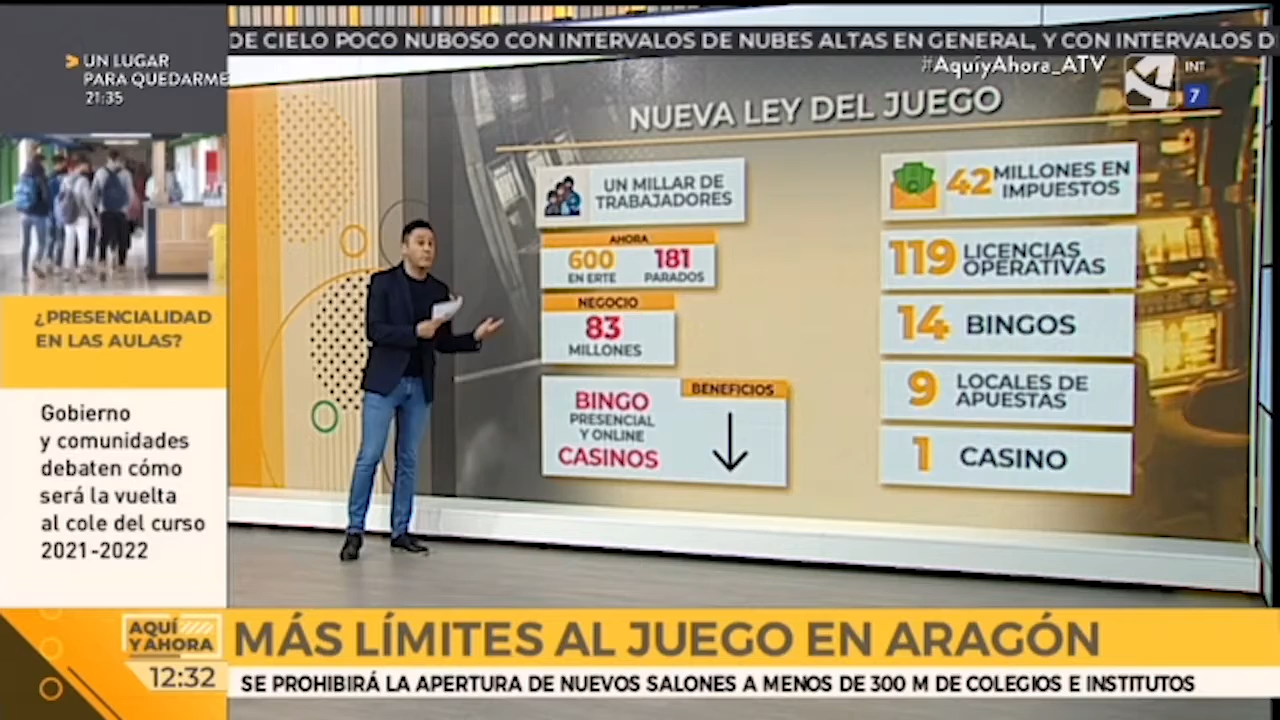 DE CIELO POCO NUBOSO CON INTERVALOS DE NUBES ALTAS EN GENERAL, Y CON INTERVALOS D
UN LUGAR
PARA QUEDARME
21:35
#AquíyAhora_ATV
INT
7
NUEVA LEY DEL JUEGO
UN MILLAR DE
TRABAJADORES
AHORA
600 181
EN ERTE PARADOS
NEGOCIO
83
MILLONES
BINGO
PRESENCIAL
Y ONLINE
CASINOS
BENEFICIOS
42 MILLONES EN
IMPUESTOS
119 LICENCIAS
OPERATIVAS
14 BINGOS
9 LOCALES DE
APUESTAS
1 CASINO
¿PRESENCIALIDAD
EN LAS AULAS?
Gobierno
y comunidades
debaten cómo
será la vuelta
al cole del curso
2021-2022
AQUÍ
Y AHORA
12:32
MÁS LÍMITES AL JUEGO EN ARAGÓN
SE PROHIBIRÁ LA APERTURA DE NUEVOS SALONES A MENOS DE 300 M DE COLEGIOS E INSTITUTOS